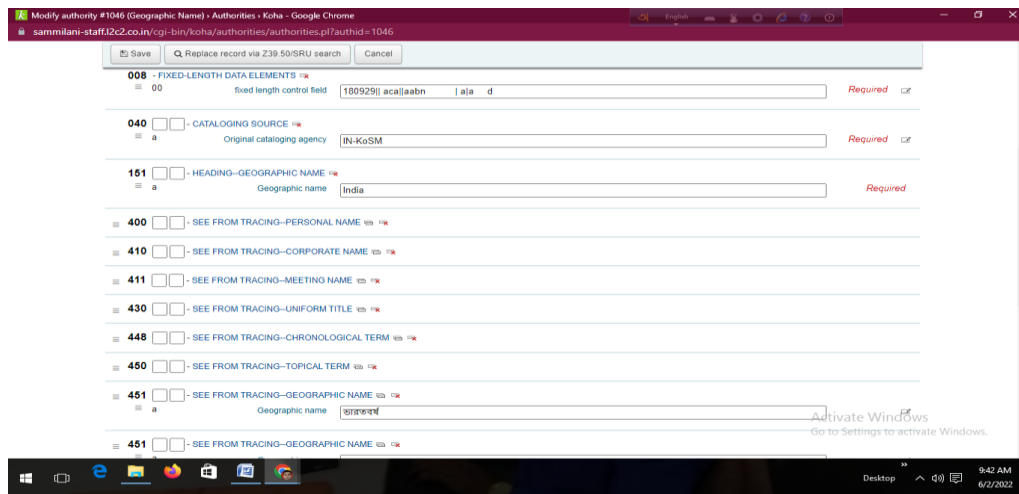 Modify authority #1046 (Geographic Name) › Authorities › Koha - Google Chrome
English
sammilani-staff.l2c2.co.in/cgi-bin/koha/authorities/authorities.pl?authid=1046
Save Replace record via Z39.50/SRU search Cancel
008 - FIXED-LENGTH DATA ELEMENTS
00 fixed length control field 180929|| aca||aabn | a|a d Required
040 - CATALOGING SOURCE
a Original cataloging agency IN-KoSM Required
151 - HEADING--GEOGRAPHIC NAME
a Geographic name India Required
400 - SEE FROM TRACING--PERSONAL NAME
410 - SEE FROM TRACING--CORPORATE NAME
411 - SEE FROM TRACING--MEETING NAME
430 - SEE FROM TRACING--UNIFORM TITLE
448 - SEE FROM TRACING--CHRONOLOGICAL TERM
450 - SEE FROM TRACING--TOPICAL TERM
451 - SEE FROM TRACING--GEOGRAPHIC NAME
a Geographic name ভারতবর্ষ
Activate Windows
Go to Settings to activate Windows.
451 - SEE FROM TRACING--GEOGRAPHIC NAME
Desktop 9:42 AM
6/2/2022